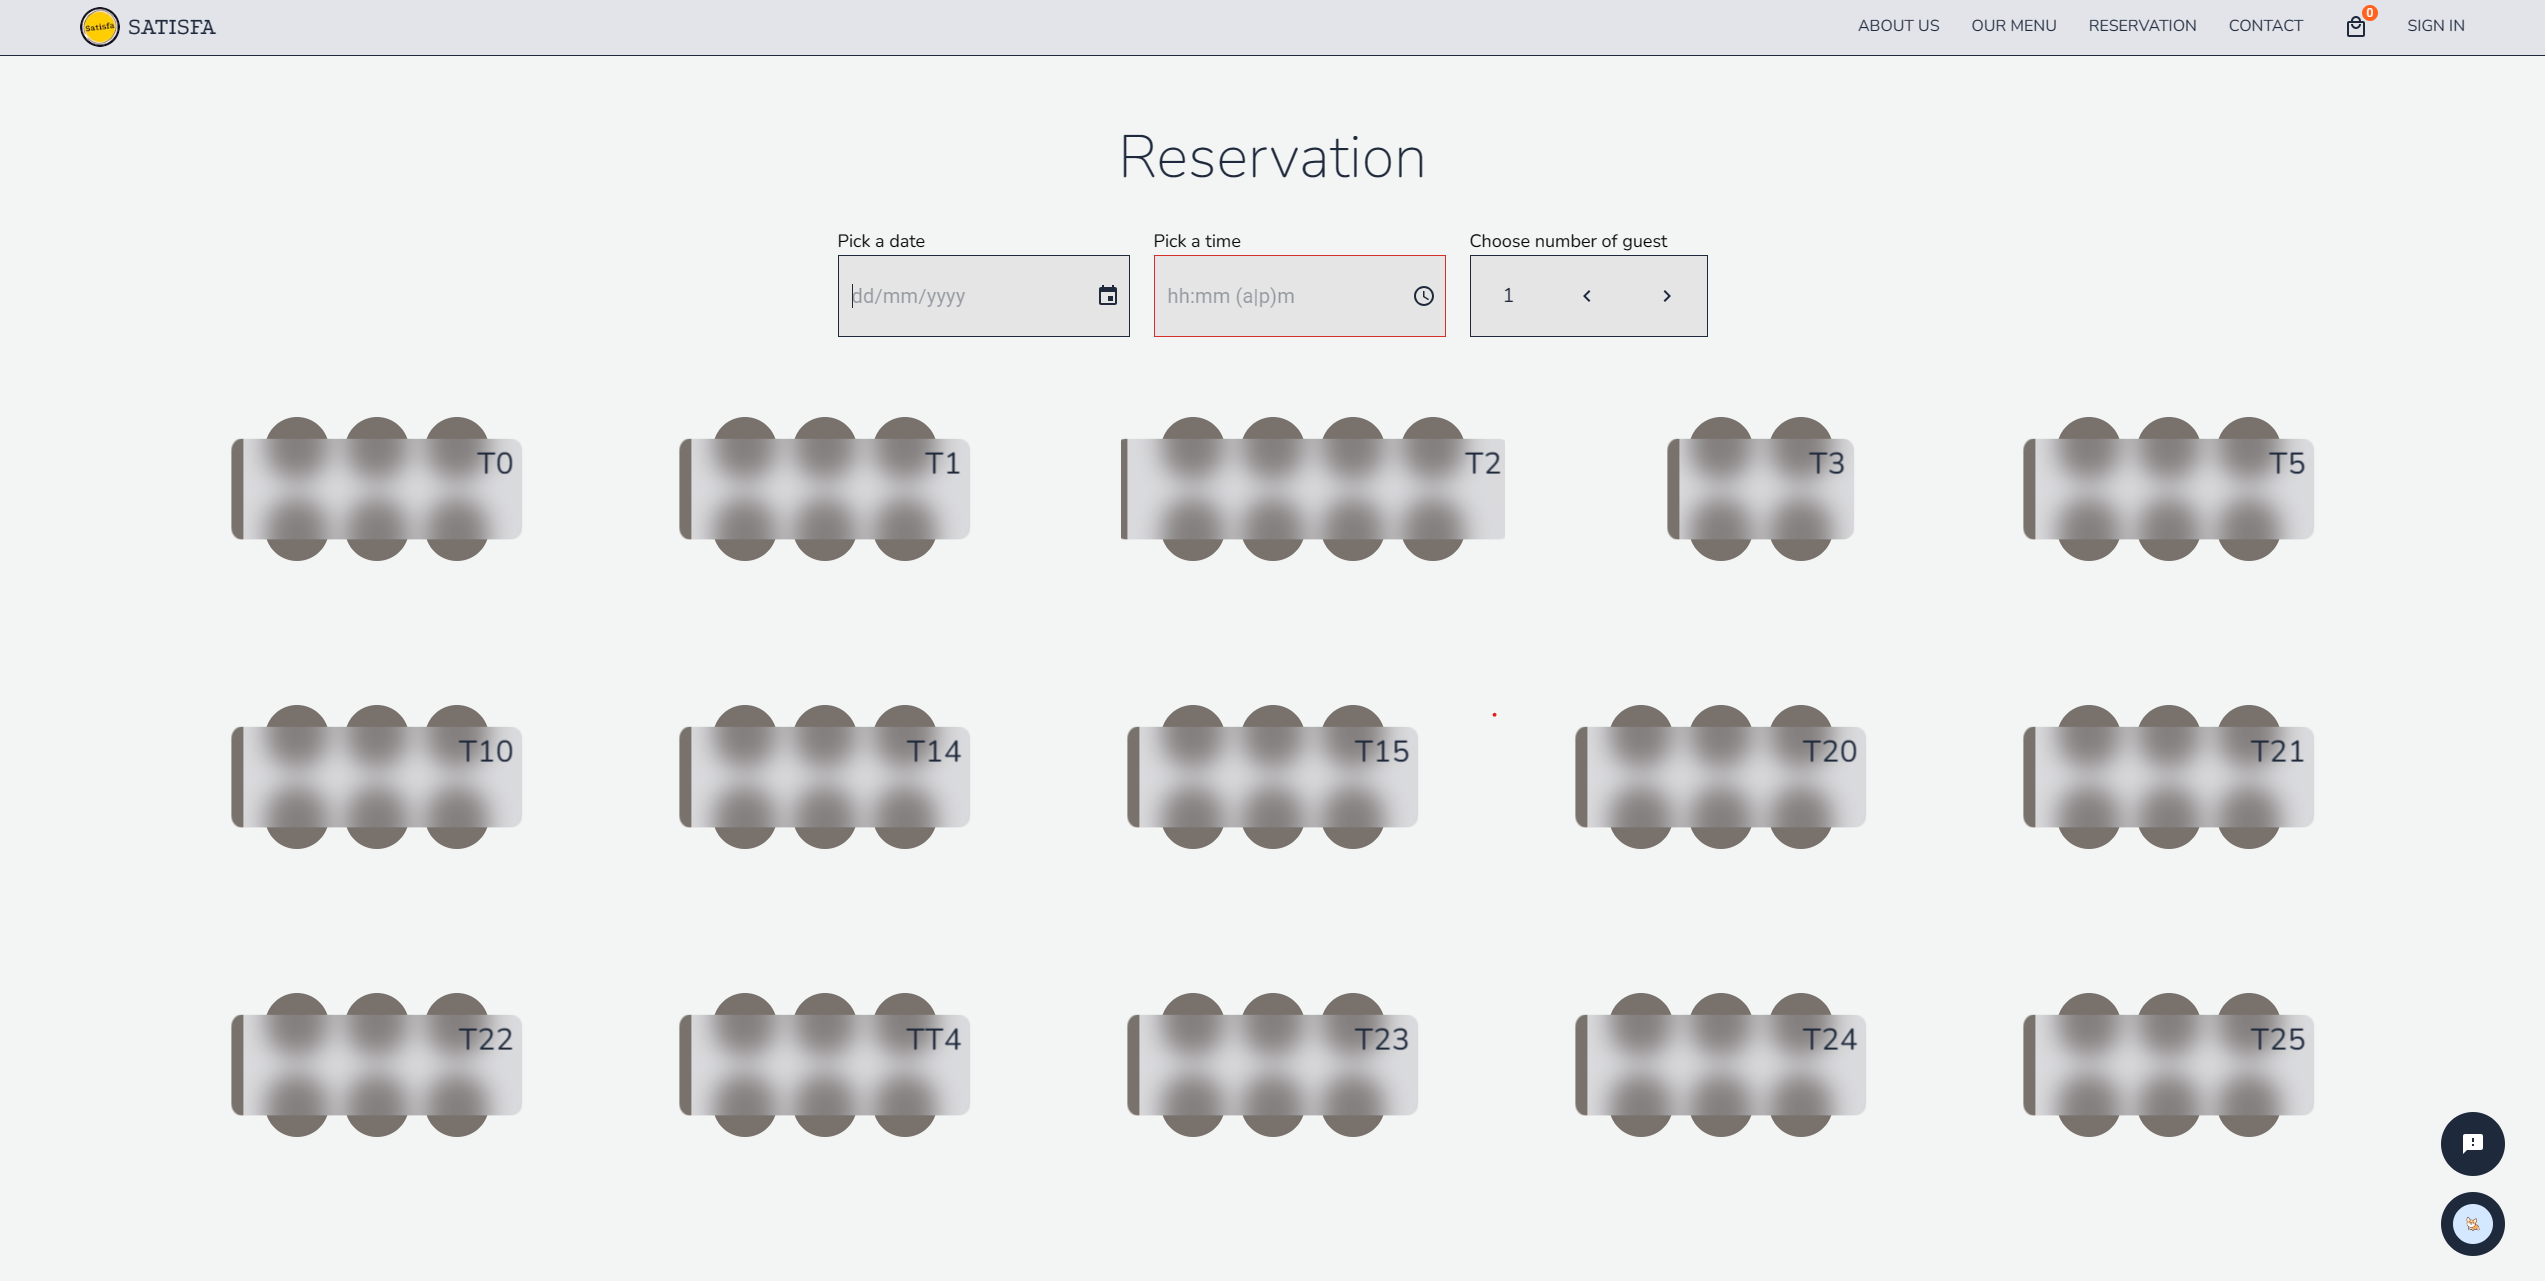 Satisfa
SATISFA
ABOUT US
OUR MENU
RESERVATION
CONTACT
0
SIGN IN
Reservation
Pick a date
Pick a time
Choose number of guest
dd/mm/yyyy
hh:mm (a|p)m
1
T0
T1
T2
T3
T5
T10
T14
T15
T20
T21
T22
TT4
T23
T24
T25